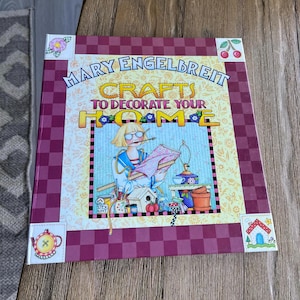 MARY ENGELBREIT
CRAFTS
TO DECORATE YOUR
HOME